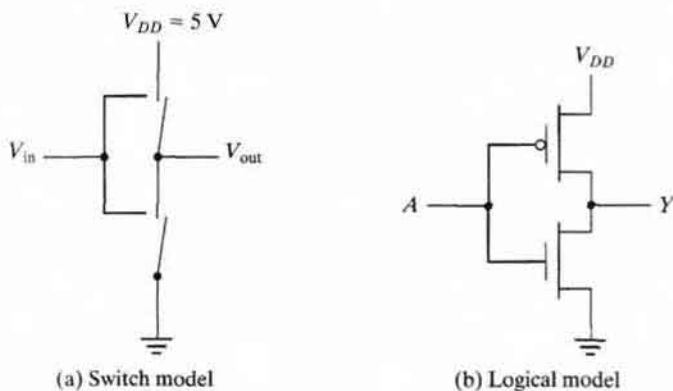 V_DD = 5 V
V_in
V_out
(a) Switch model
V_DD
A
Y
(b) Logical model